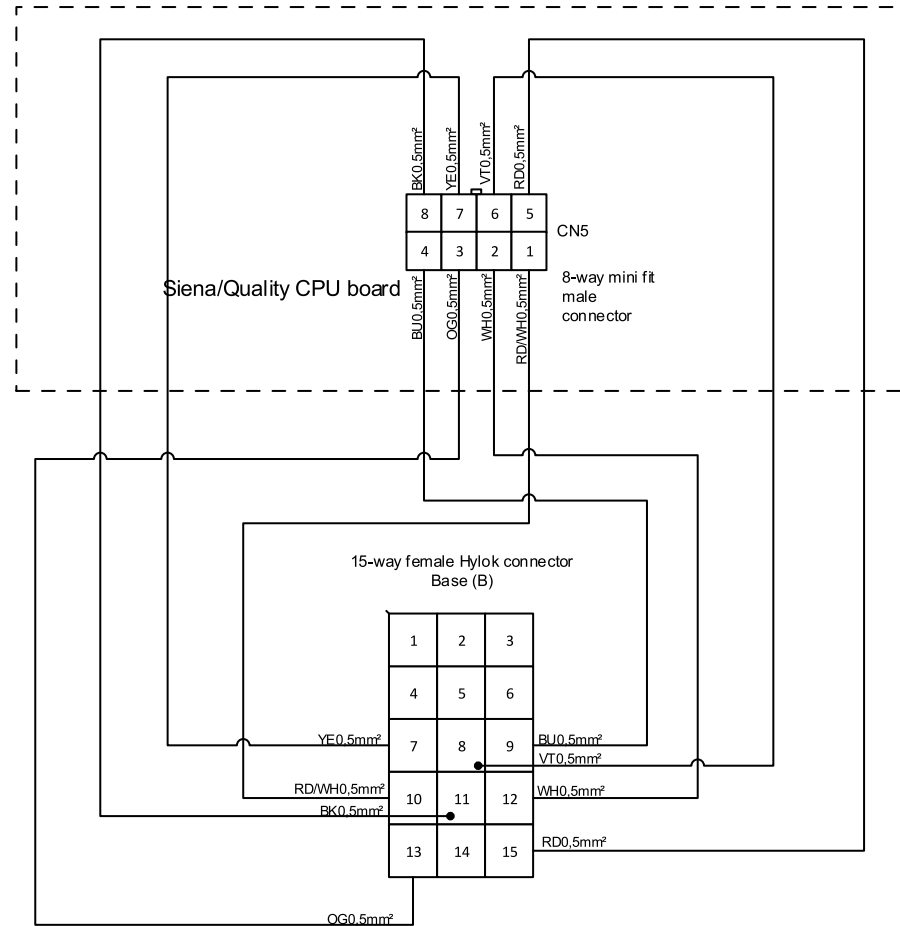 BK0,5mm²
YE0,5mm²
VT0,5mm²
RD0,5mm²
8 7 6 5
4 3 2 1
CN5
Siena/Quality CPU board
8-way mini fit
male
connector
BU0,5mm²
OG0,5mm²
WH0,5mm²
RD/WH0,5mm²
15-way female Hylok connector
Base (B)
1 2 3
4 5 6
YE0,5mm² 7 8 9 BU0,5mm²
VT0,5mm²
RD/WH0,5mm² 10 11 12 WH0,5mm²
BK0,5mm²
13 14 15 RD0,5mm²
OG0,5mm²